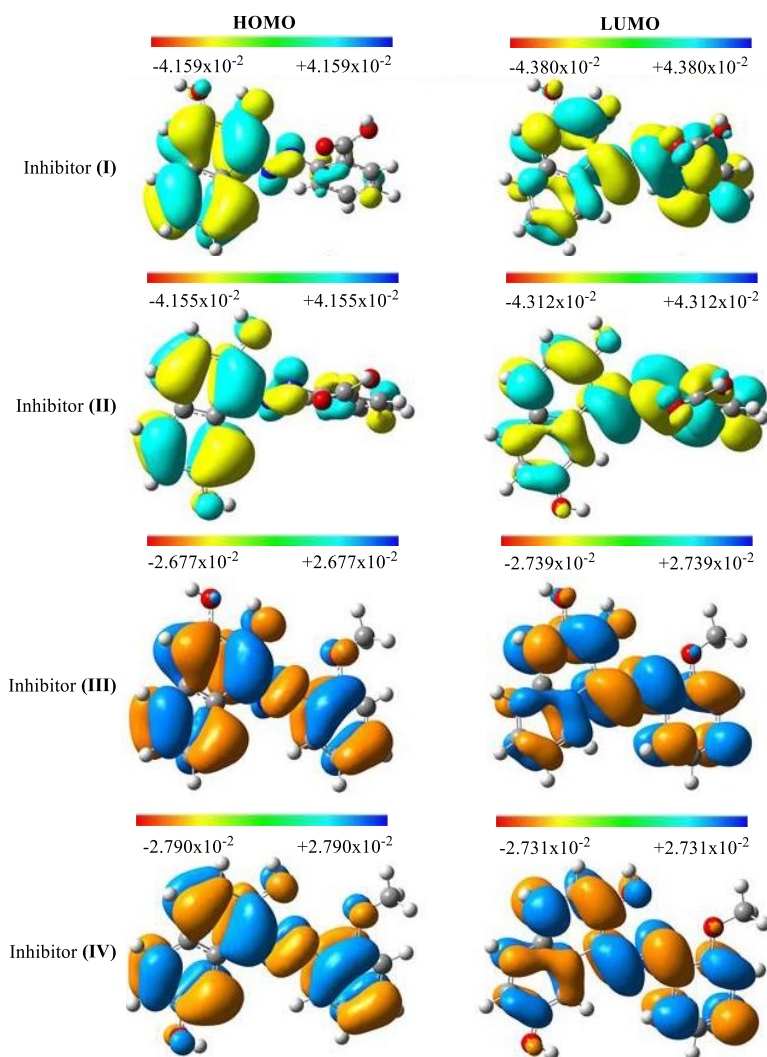 HOMO LUMO
-4.159x10⁻² +4.159x10⁻² -4.380x10⁻² +4.380x10⁻²
Inhibitor (I)
-4.155x10⁻² +4.155x10⁻² -4.312x10⁻² +4.312x10⁻²
Inhibitor (II)
-2.677x10⁻² +2.677x10⁻² -2.739x10⁻² +2.739x10⁻²
Inhibitor (III)
-2.790x10⁻² +2.790x10⁻² -2.731x10⁻² +2.731x10⁻²
Inhibitor (IV)